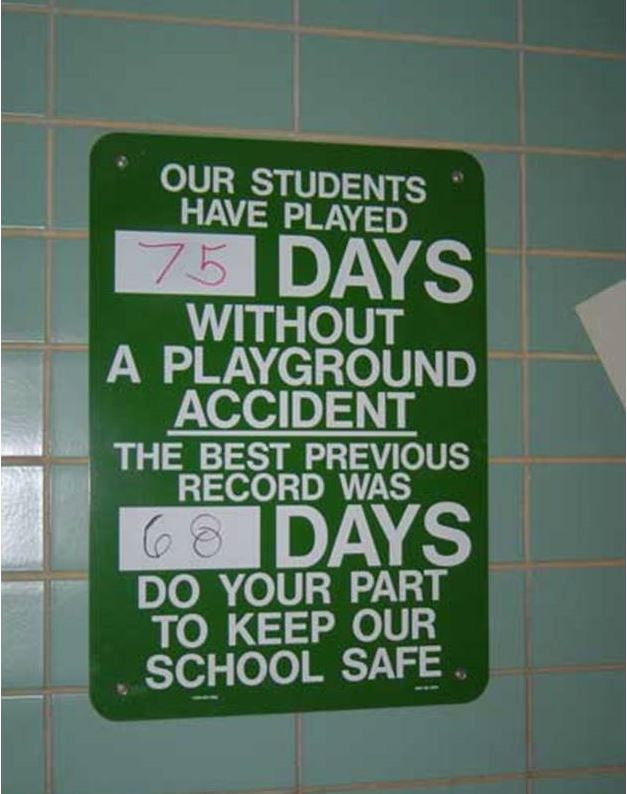 OUR STUDENTS
HAVE PLAYED
75 DAYS
WITHOUT
A PLAYGROUND
ACCIDENT
THE BEST PREVIOUS
RECORD WAS
68 DAYS
DO YOUR PART
TO KEEP OUR
SCHOOL SAFE